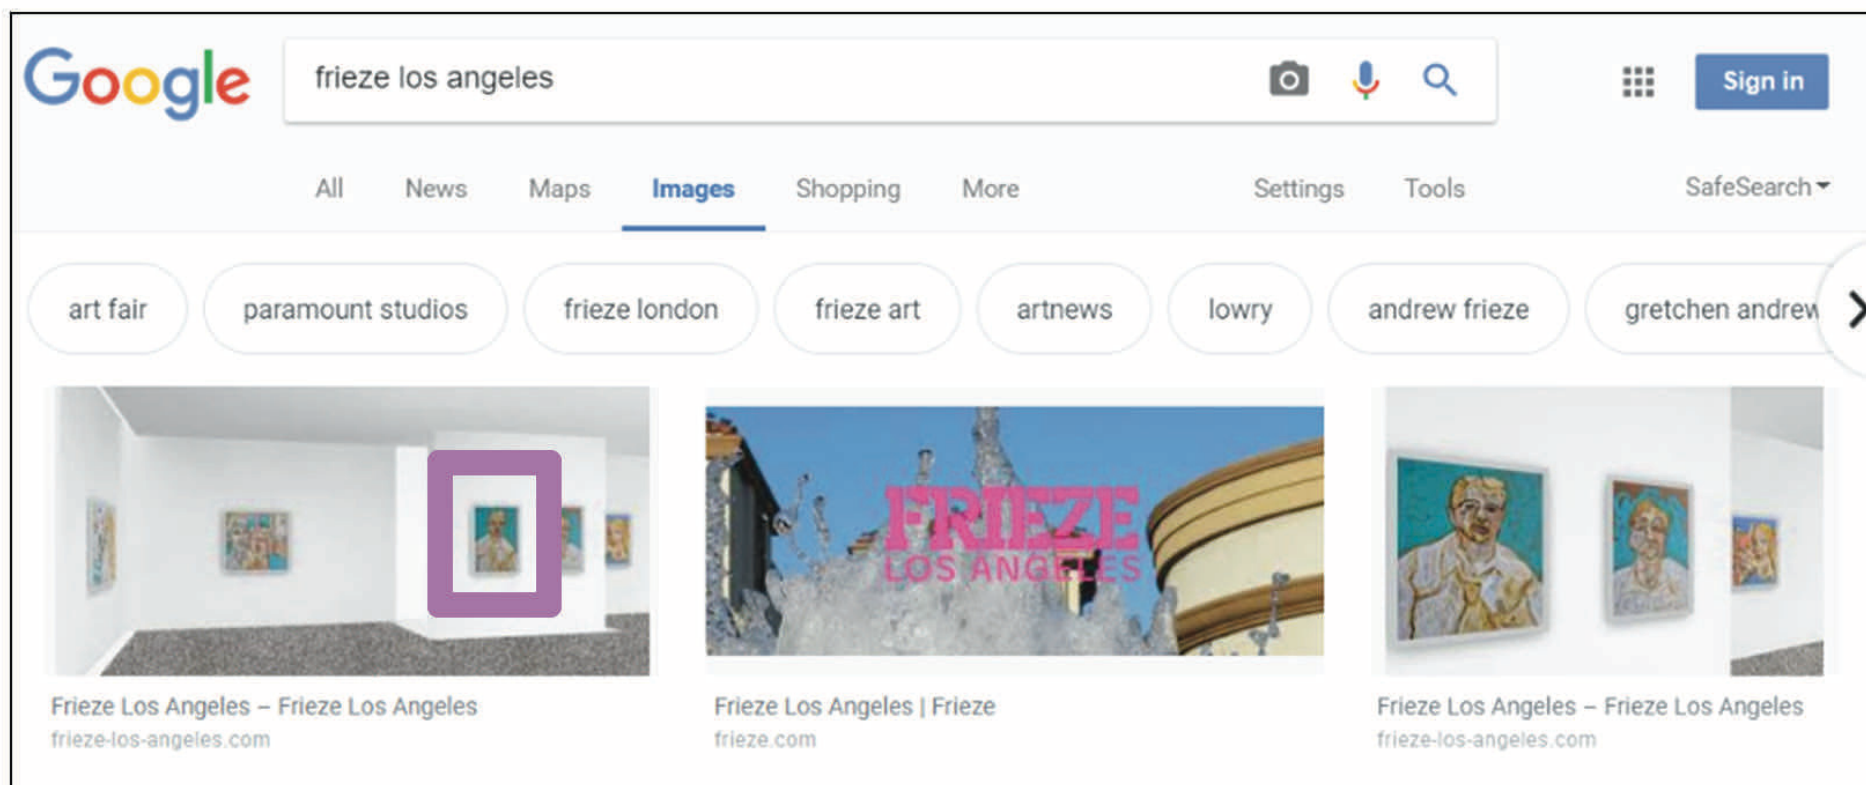 Google frieze los angeles Sign in
All News Maps Images Shopping More Settings Tools SafeSearch
art fair paramount studios frieze london frieze art artnews lowry andrew frieze gretchen andrew
FRIEZE
LOS ANGELES
Frieze Los Angeles – Frieze Los Angeles
frieze-los-angeles.com
Frieze Los Angeles | Frieze
frieze.com
Frieze Los Angeles – Frieze Los Angeles
frieze-los-angeles.com